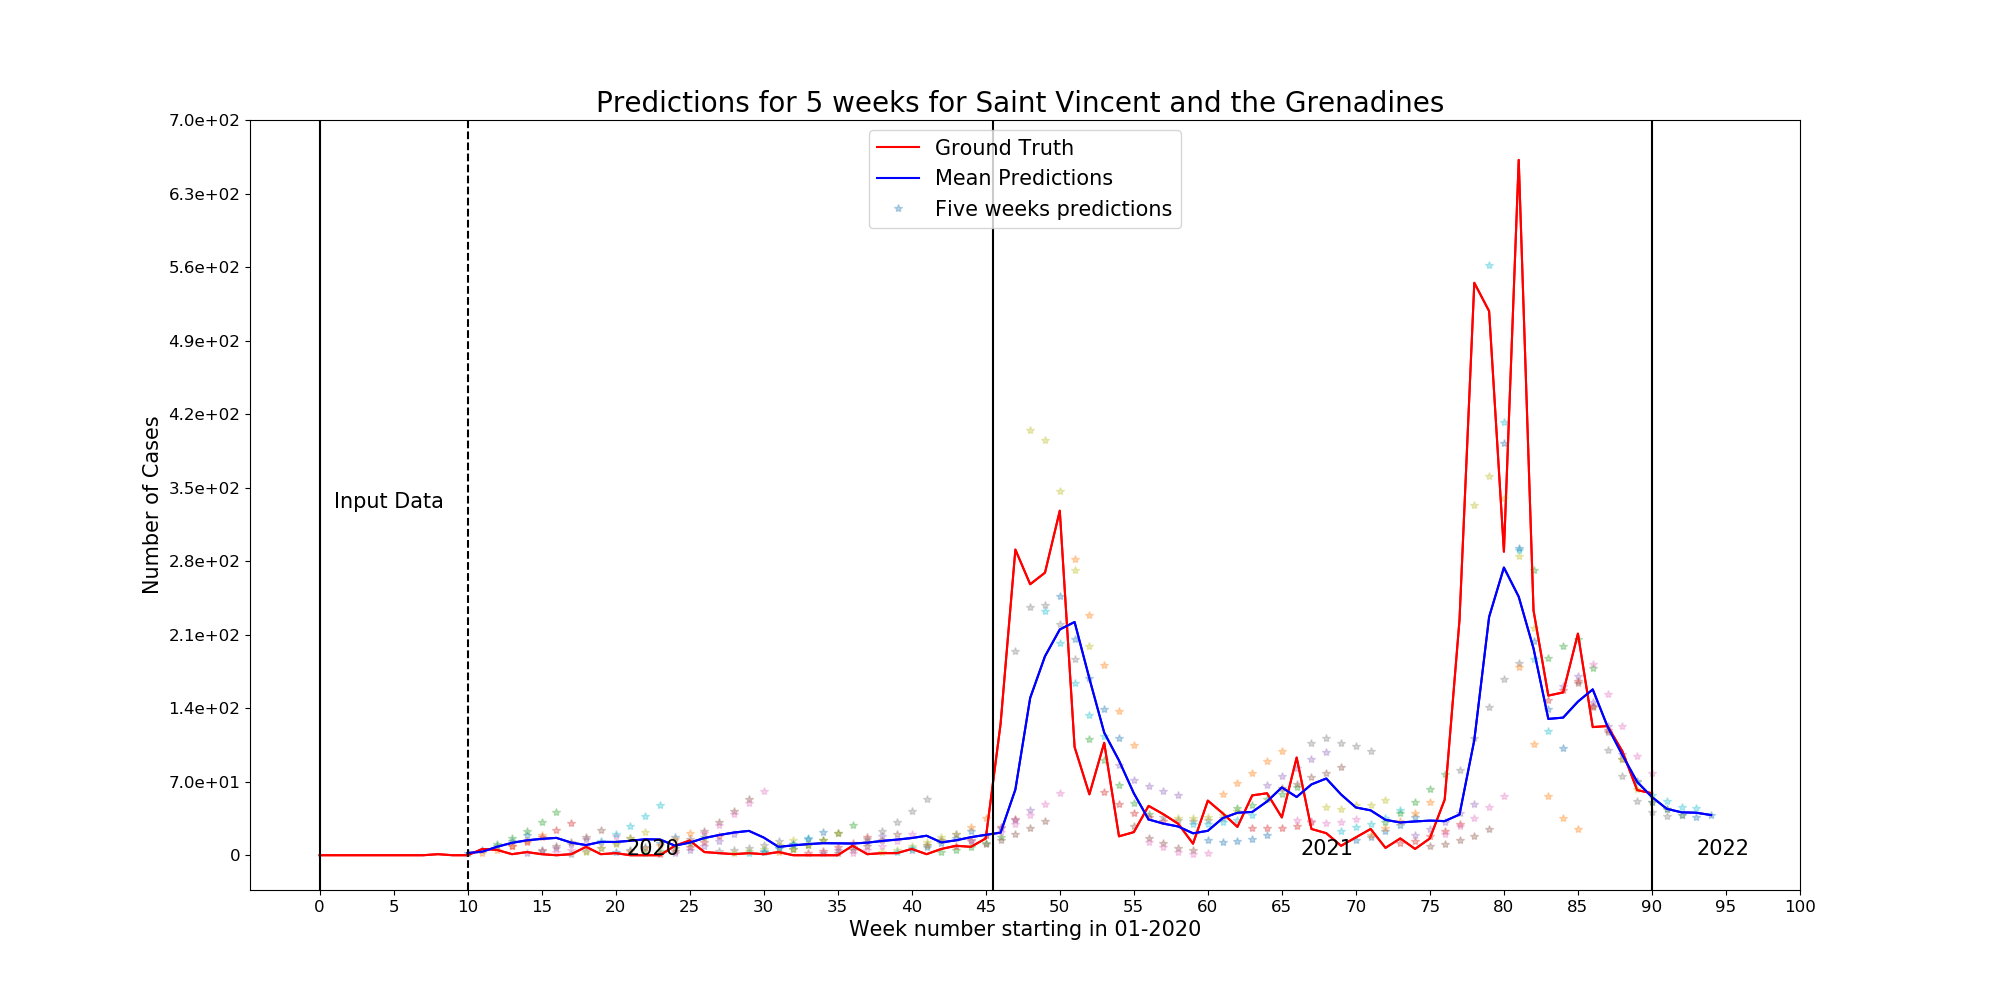 Predictions for 5 weeks for Saint Vincent and the Grenadines
7.0e+02
6.3e+02
5.6e+02
4.9e+02
4.2e+02
3.5e+02
2.8e+02
2.1e+02
1.4e+02
7.0e+01
0
Number of Cases
Ground Truth
Mean Predictions
Five weeks predictions
Input Data
2020
2021
2022
0 5 10 15 20 25 30 35 40 45 50 55 60 65 70 75 80 85 90 95 100
Week number starting in 01-2020